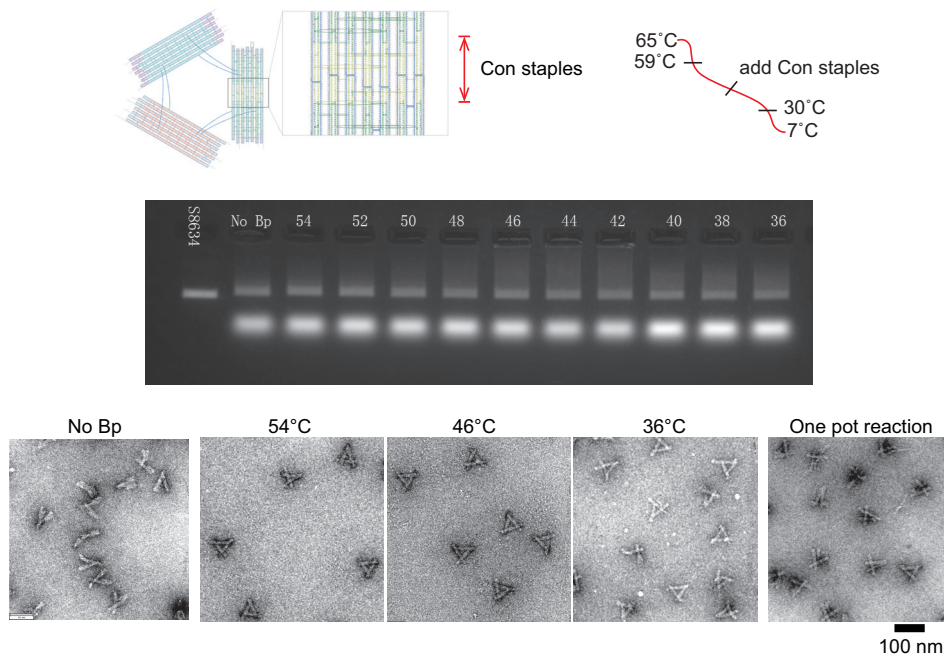 Con staples
65°C
59°C
add Con staples
30°C
7°C
S8634
No Bp 54 52 50 48 46 44 42 40 38 36
No Bp 54°C 46°C 36°C One pot reaction
100 nm